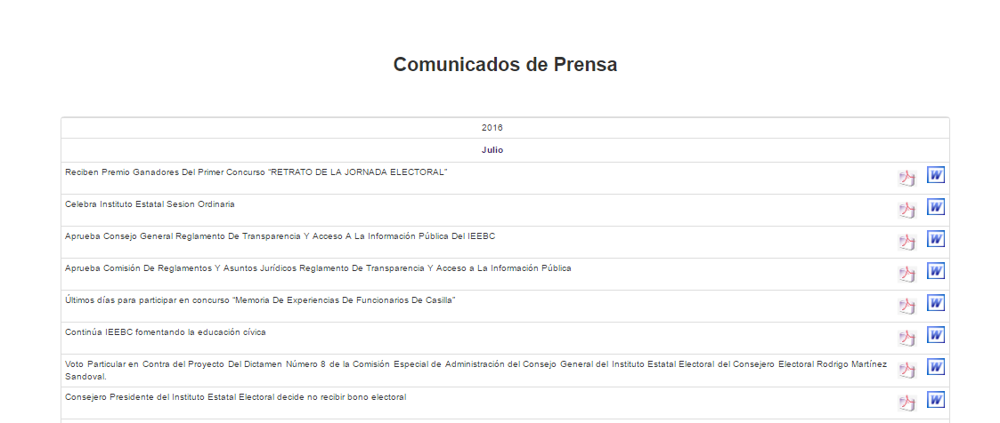 Comunicados de Prensa
2016
Julio
Reciben Premio Ganadores Del Primer Concurso “RETRATO DE LA JORNADA ELECTORAL”
Celebra Instituto Estatal Sesion Ordinaria
Aprueba Consejo General Reglamento De Transparencia Y Acceso A La Información Pública Del IEEBC
Aprueba Comisión De Reglamentos Y Asuntos Jurídicos Reglamento De Transparencia Y Acceso a La Información Pública
Últimos días para participar en concurso “Memoria De Experiencias De Funcionarios De Casilla”
Continúa IEEBC fomentando la educación cívica
Voto Particular en Contra del Proyecto Del Dictamen Número 8 de la Comisión Especial de Administración del Consejo General del Instituto Estatal Electoral del Consejero Electoral Rodrigo Martínez
Sandoval.
Consejero Presidente del Instituto Estatal Electoral decide no recibir bono electoral